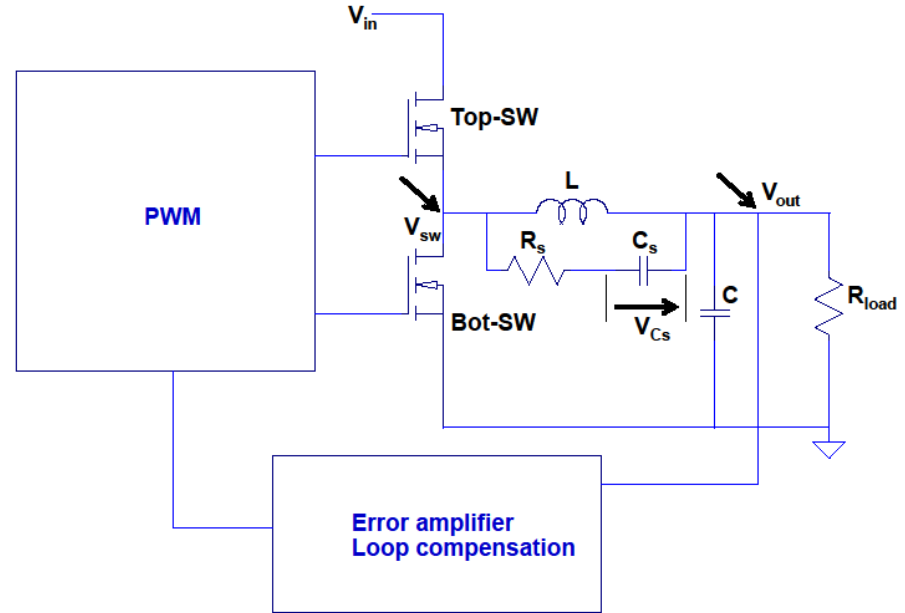 Vin
Top-SW
PWM
Vsw
L
Vout
Rs
Cs
C
Rload
VCs
Bot-SW
Error amplifier
Loop compensation